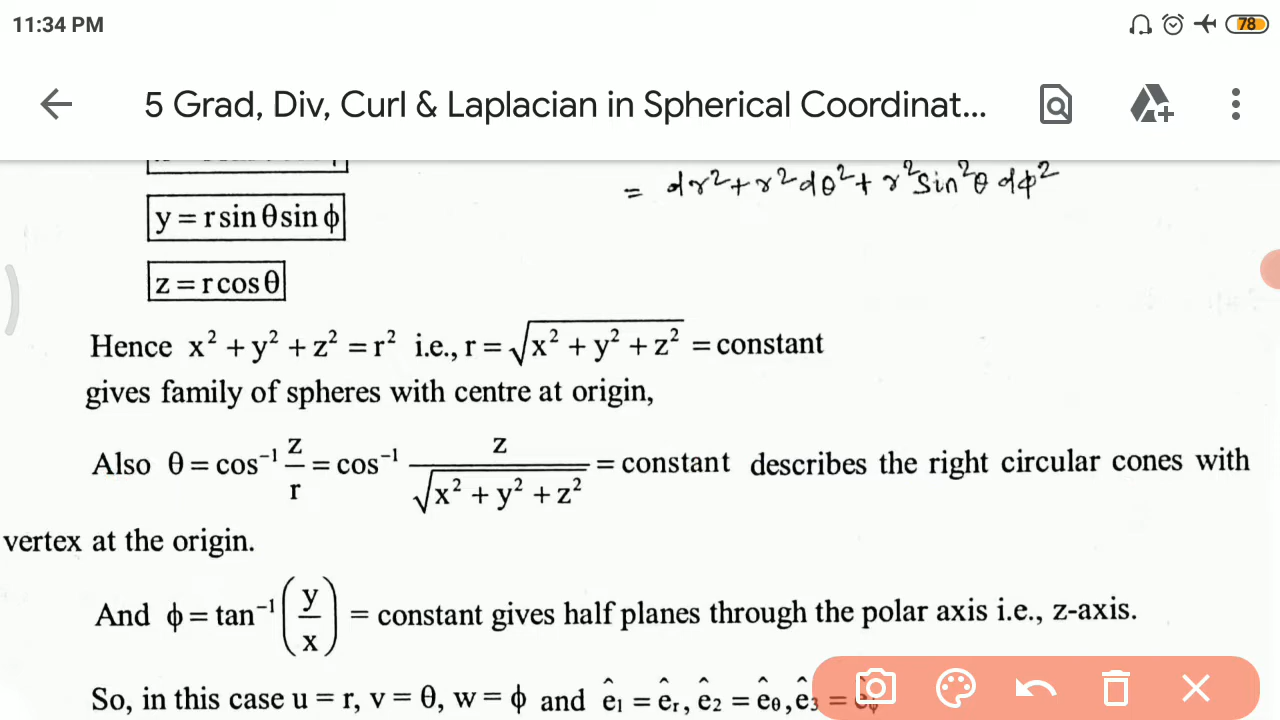 11:34 PM
78
5 Grad, Div, Curl & Laplacian in Spherical Coordinat...
= dr² + r²dθ² + r²sin²θ dϕ²
y = r sin θ sin ϕ
z = r cos θ
Hence x² + y² + z² = r² i.e., r = √(x² + y² + z²) = constant
gives family of spheres with centre at origin,
Also θ = cos⁻¹ z/r = cos⁻¹ z/√(x² + y² + z²) = constant describes the right circular cones with
vertex at the origin.
And ϕ = tan⁻¹ (y/x) = constant gives half planes through the polar axis i.e., z-axis.
So, in this case u = r, v = θ, w = ϕ and ê₁ = êᵣ, ê₂ = ê_θ, ê₃ = ê_ϕ